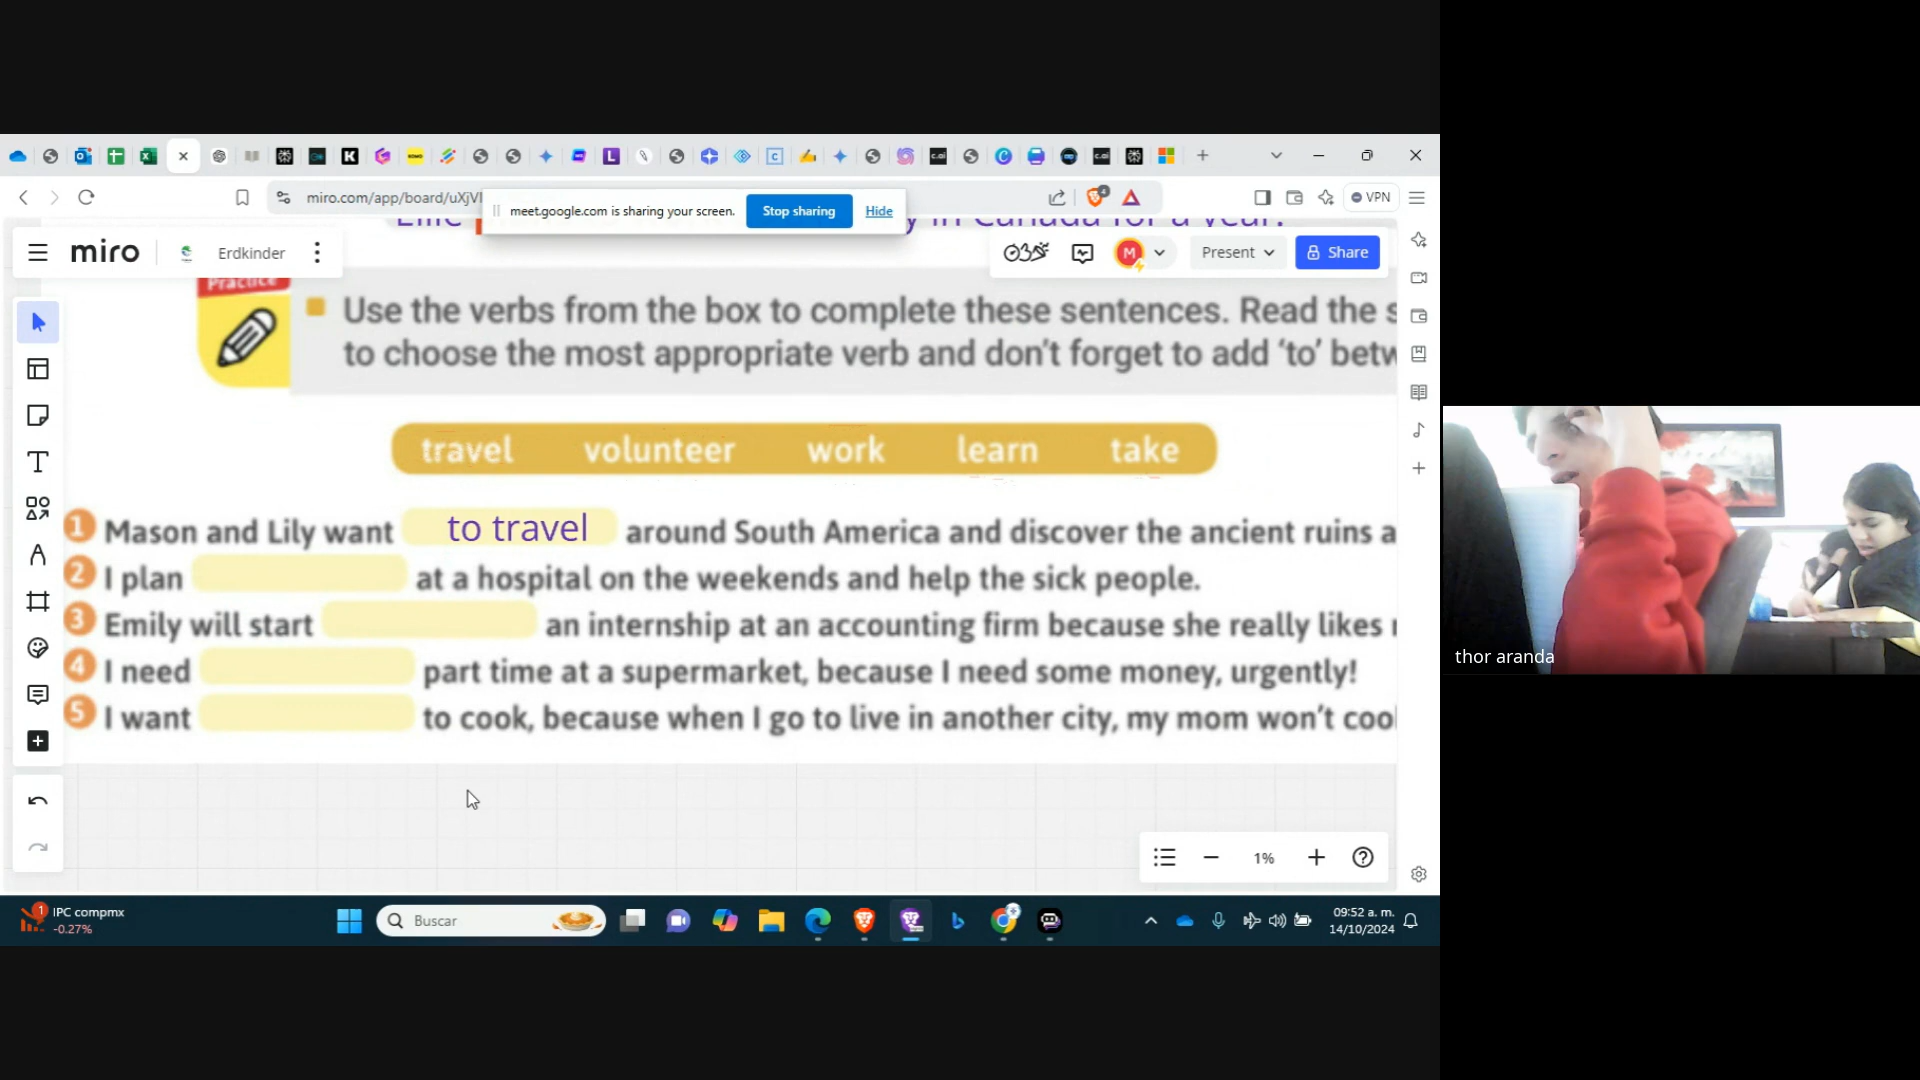 miro.com/app/board/uXjVI
meet.google.com is sharing your screen.
Stop sharing
Hide
VPN
in Canada for a year.
miro
Erdkinder
M
Present
Share
Practice
Use the verbs from the box to complete these sentences. Read the s
to choose the most appropriate verb and don't forget to add 'to' betw
travel volunteer work learn take
1 Mason and Lily want to travel around South America and discover the ancient ruins a
2 I plan at a hospital on the weekends and help the sick people.
3 Emily will start an internship at an accounting firm because she really likes
4 I need part time at a supermarket, because I need some money, urgently!
5 I want to cook, because when I go to live in another city, my mom won't coo
thor aranda
1%
1
IPC compmx
-0.27%
Buscar
09:52 a. m.
14/10/2024